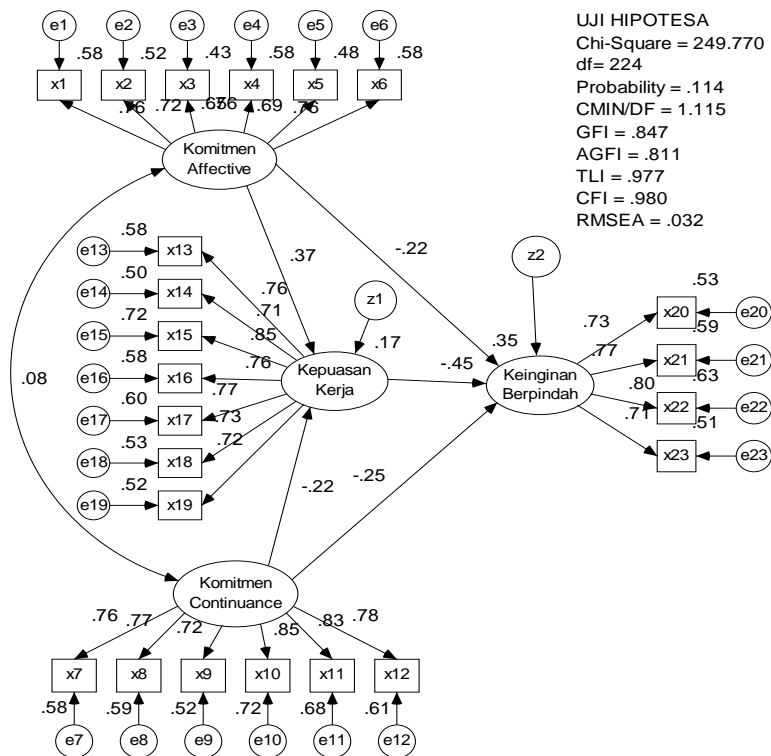 e1 e2 e3 e4 e5 e6
.58 .52 .43 .58 .48 .58
x1 x2 x3 x4 x5 x6
.76 .72 .65 .76 .69 .76
Komitmen
Affective
UJI HIPOTESA
Chi-Square = 249.770
df= 224
Probability = .114
CMIN/DF = 1.115
GFI = .847
AGFI = .811
TLI = .977
CFI = .980
RMSEA = .032
.37
-.22
.08
e13 .58 x13 .76
e14 .50 x14 .71
e15 .72 x15 .85
e16 .58 x16 .76
e17 .60 x17 .77
e18 .53 x18 .73
e19 .52 x19 .72
z1
.17
Kepuasan
Kerja
-.45
z2
.35
Keinginan
Berpindah
.73 x20 .53 e20
.77 x21 .59 e21
.80 x22 .63 e22
.71 x23 .51 e23
-.22
-.25
Komitmen
Continuance
.76 .77 .72 .85 .83 .78
x7 x8 x9 x10 x11 x12
.58 .59 .52 .72 .68 .61
e7 e8 e9 e10 e11 e12